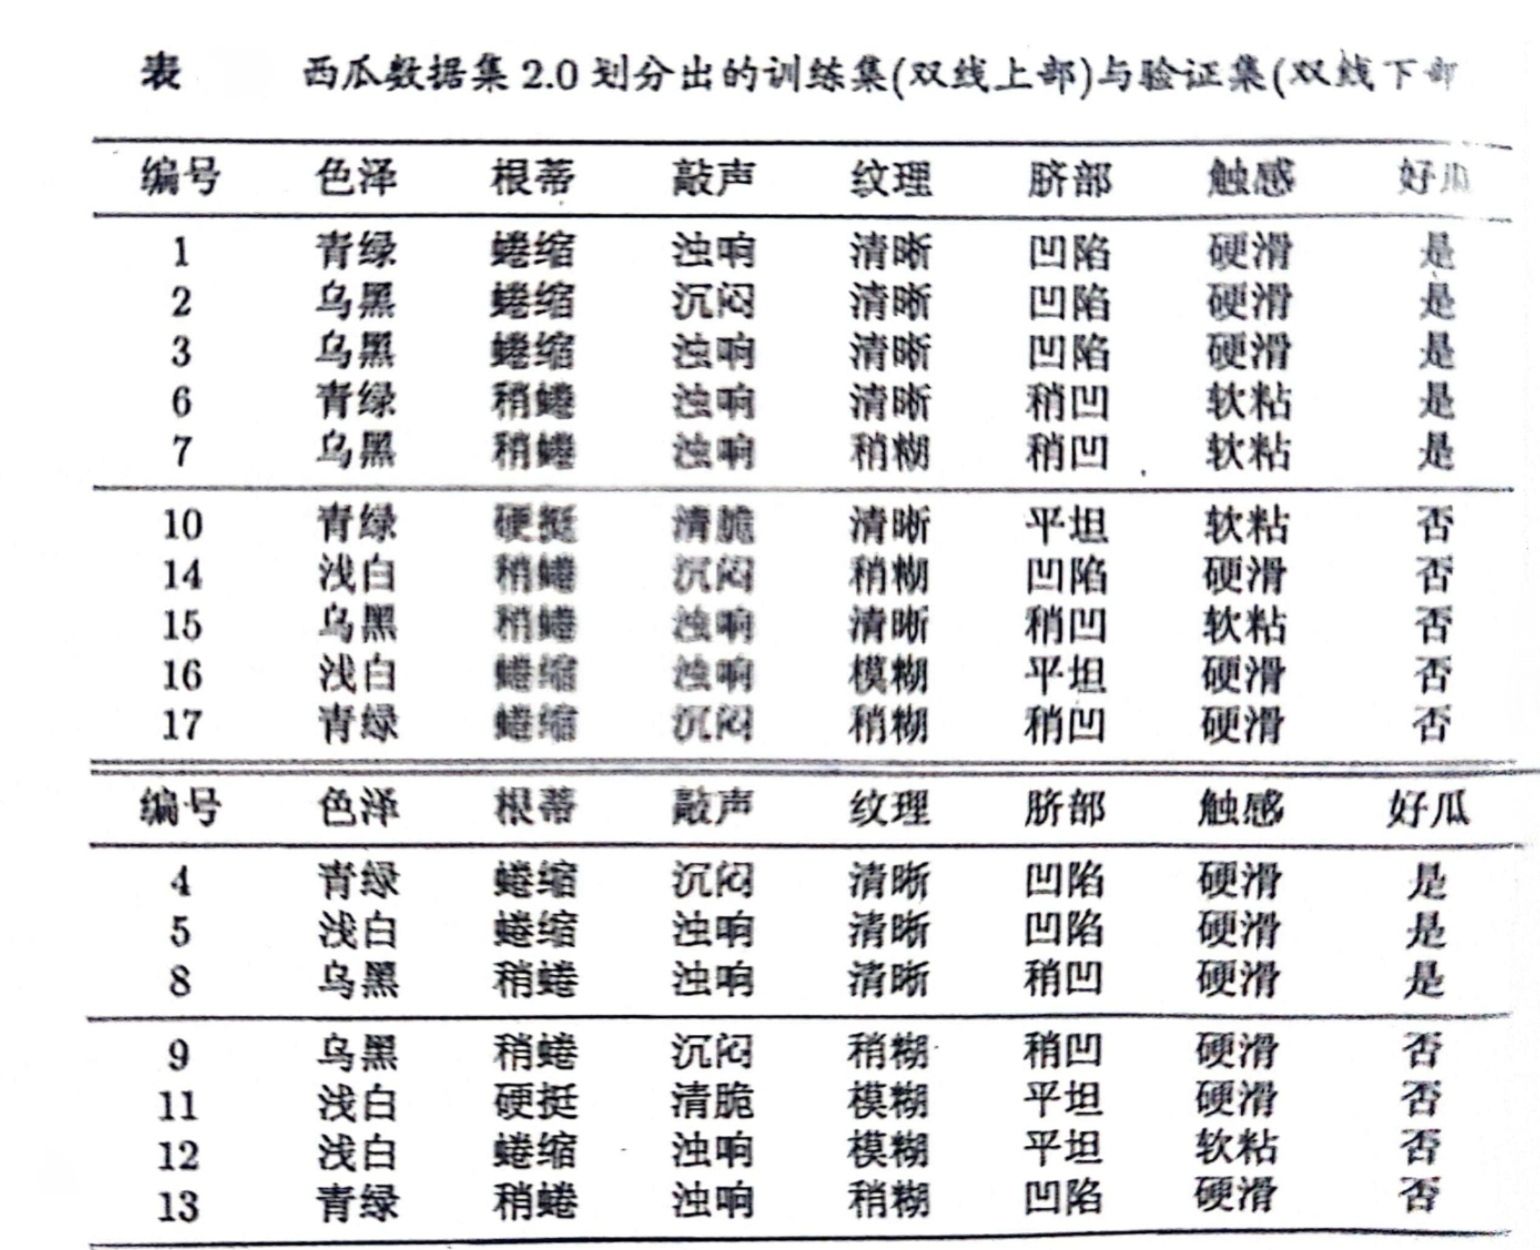 表 西瓜数据集 2.0 划分出的训练集(双线上部)与验证集(双线下部
编号 色泽 根蒂 敲声 纹理 脐部 触感 好瓜
1 青绿 蜷缩 浊响 清晰 凹陷 硬滑 是
2 乌黑 蜷缩 沉闷 清晰 凹陷 硬滑 是
3 乌黑 蜷缩 浊响 清晰 凹陷 硬滑 是
6 青绿 稍蜷 浊响 清晰 稍凹 软粘 是
7 乌黑 稍蜷 浊响 稍糊 稍凹 软粘 是
10 青绿 硬挺 清脆 清晰 平坦 软粘 否
14 浅白 稍蜷 沉闷 稍糊 凹陷 硬滑 否
15 乌黑 稍蜷 浊响 清晰 稍凹 软粘 否
16 浅白 蜷缩 浊响 模糊 平坦 硬滑 否
17 青绿 蜷缩 沉闷 稍糊 稍凹 硬滑 否
编号 色泽 根蒂 敲声 纹理 脐部 触感 好瓜
4 青绿 蜷缩 沉闷 清晰 凹陷 硬滑 是
5 浅白 蜷缩 浊响 清晰 凹陷 硬滑 是
8 乌黑 稍蜷 浊响 清晰 稍凹 硬滑 是
9 乌黑 稍蜷 沉闷 稍糊 稍凹 硬滑 否
11 浅白 硬挺 清脆 模糊 平坦 硬滑 否
12 浅白 蜷缩 浊响 模糊 平坦 软粘 否
13 青绿 稍蜷 浊响 稍糊 凹陷 硬滑 否